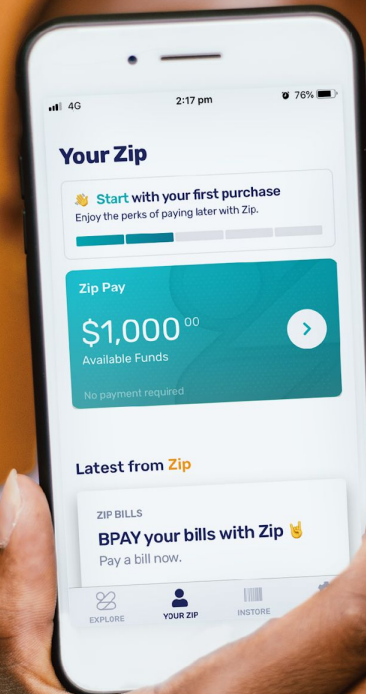 4G 2:17 pm 76%
Your Zip
Start with your first purchase
Enjoy the perks of paying later with Zip.
Zip Pay
$1,000 00
Available Funds
No payment required
Latest from Zip
ZIP BILLS
BPAY your bills with Zip
Pay a bill now.
EXPLORE YOUR ZIP INSTORE